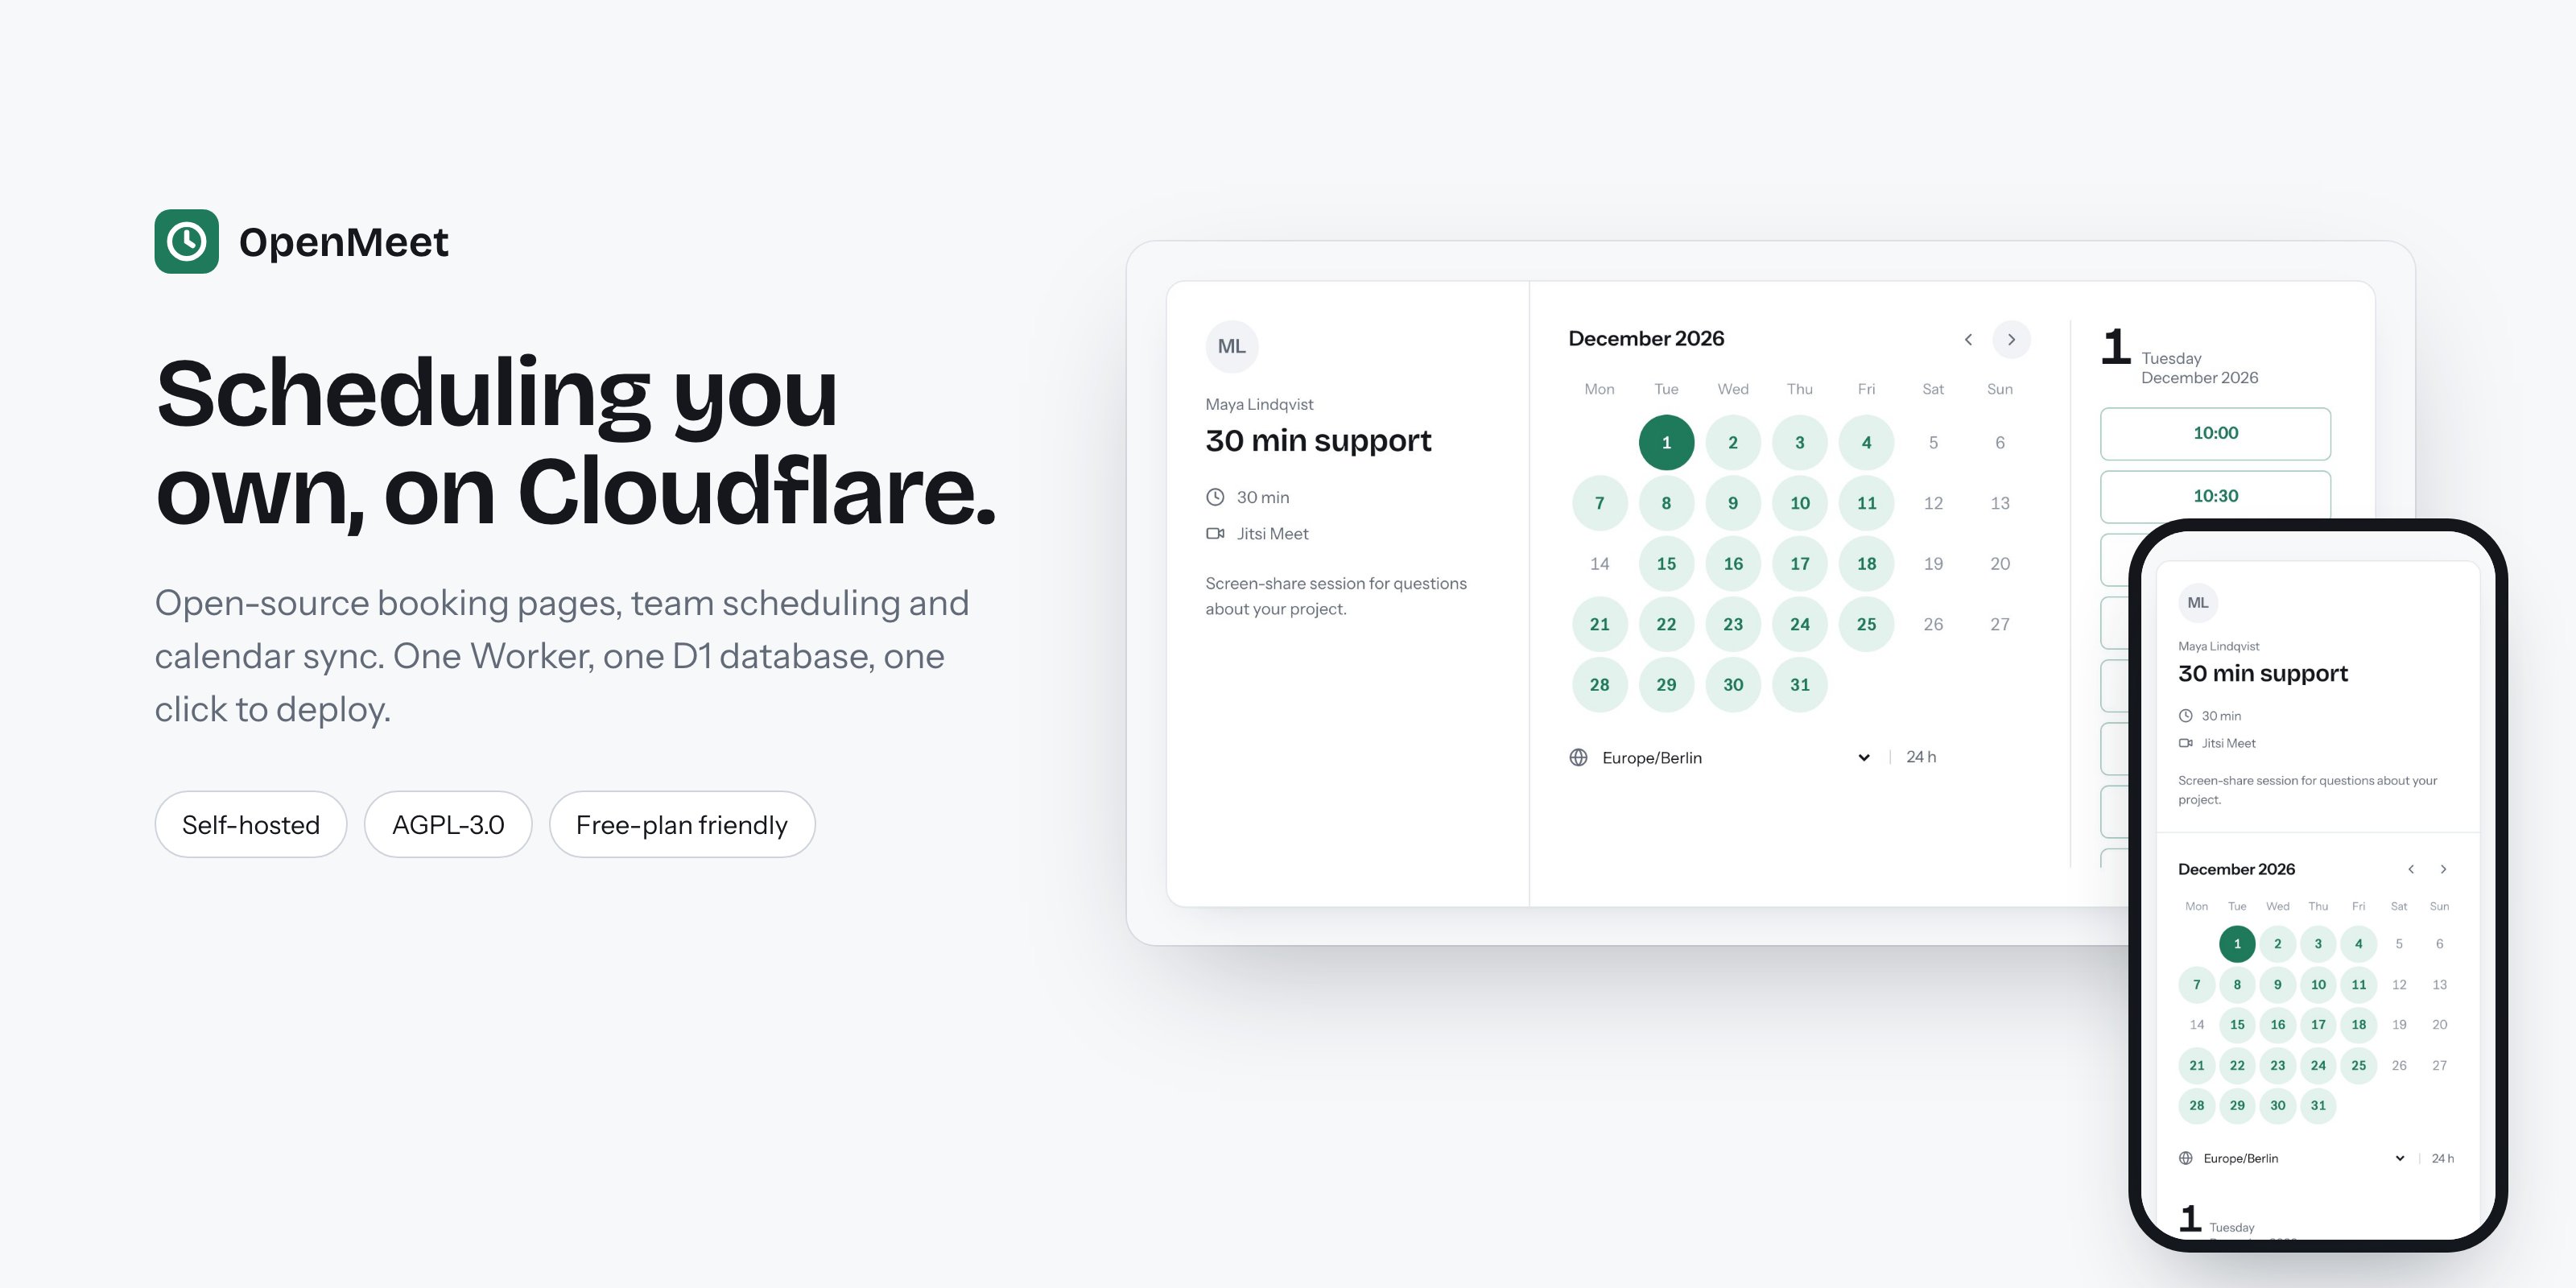 OpenMeet
Scheduling you
own, on Cloudflare.
Open-source booking pages, team scheduling and
calendar sync. One Worker, one D1 database, one
click to deploy.
Self-hosted
AGPL-3.0
Free-plan friendly
ML
Maya Lindqvist
30 min support
30 min
Jitsi Meet
Screen-share session for questions
about your project.
December 2026
Mon Tue Wed Thu Fri Sat Sun
1 2 3 4 5 6
7 8 9 10 11 12 13
14 15 16 17 18 19 20
21 22 23 24 25 26 27
28 29 30 31
Europe/Berlin 24 h
1 Tuesday
December 2026
10:00
10:30
ML
Maya Lindqvist
30 min support
30 min
Jitsi Meet
Screen-share session for questions about your
project.
December 2026
Mon Tue Wed Thu Fri Sat Sun
1 2 3 4 5 6
7 8 9 10 11 12 13
14 15 16 17 18 19 20
21 22 23 24 25 26 27
28 29 30 31
Europe/Berlin 24 h
1 Tuesday